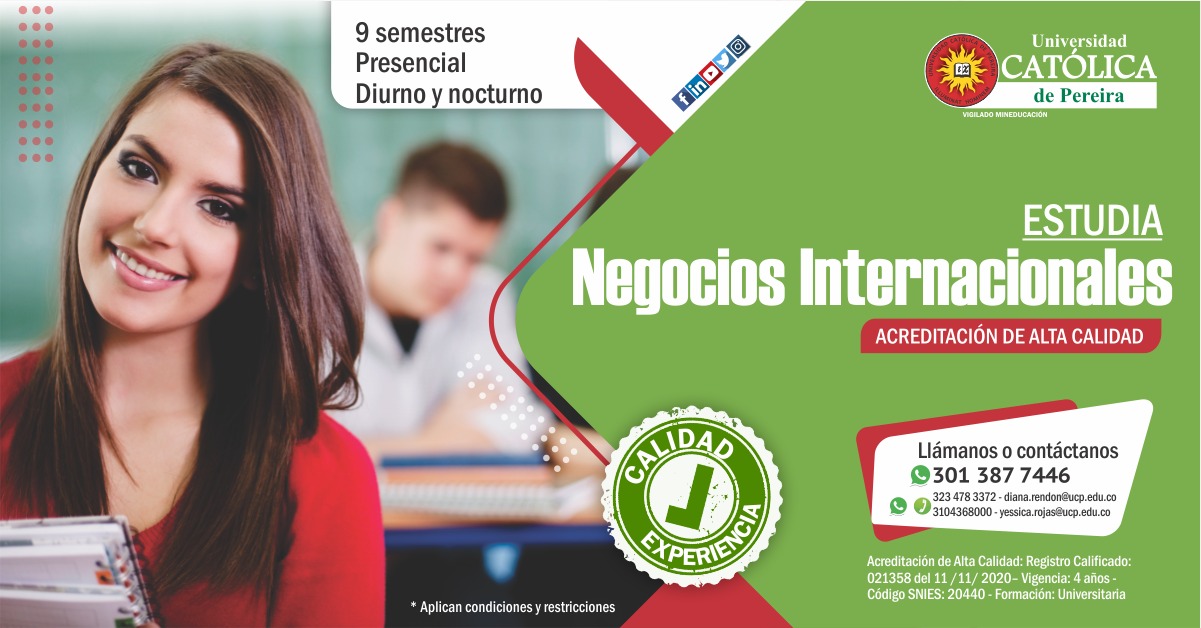 9 semestres
Presencial
Diurno y nocturno
Universidad
CATÓLICA
de Pereira
VIGILADO MINEDUCACIÓN
ESTUDIA
Negocios Internacionales
ACREDITACIÓN DE ALTA CALIDAD
CALIDAD
EXPERIENCIA
Llámanos o contáctanos
301 387 7446
323 478 3372 - diana.rendon@ucp.edu.co
3104368000 - yessica.rojas@ucp.edu.co
Acreditación de Alta Calidad: Registro Calificado:
021358 del 11 /11/ 2020– Vigencia: 4 años -
Código SNIES: 20440 - Formación: Universitaria
* Aplican condiciones y restricciones